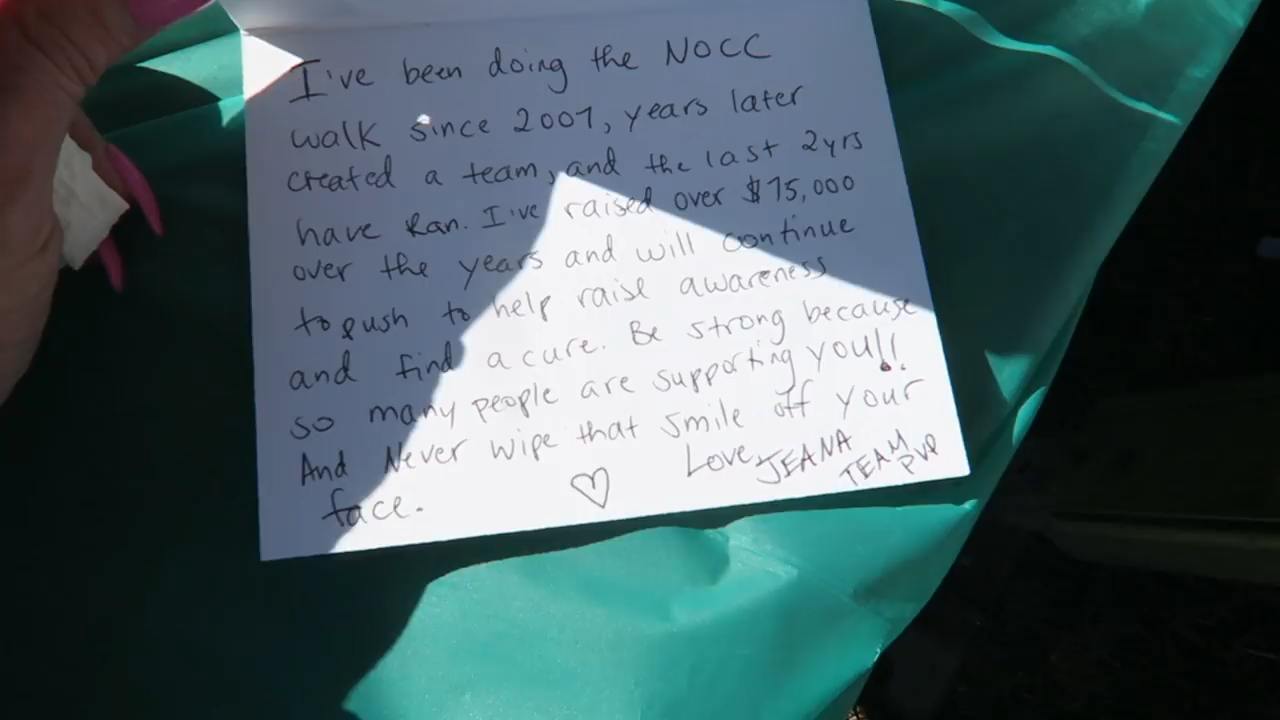 I've been doing the NOCC
walk since 2007, years later
created a team, and the last 2yrs
have Ran. I've raised over $75,000
over the years and will continue
to push to help raise awareness
and find a cure. Be strong because
so many people are supporting you!!
And Never wipe that smile off your
face.
♡
Love, JEANA
TEAM
PVP